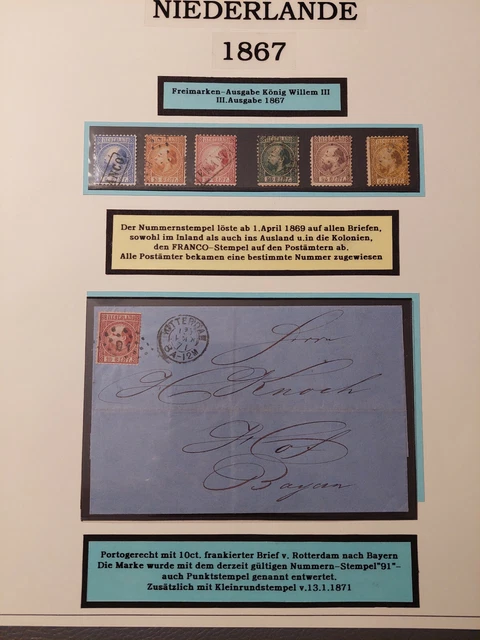 NIEDERLANDE
1867
Freimarken-Ausgabe König Willem III
III.Ausgabe 1867
Der Nummernstempel löste ab 1.April 1869 auf allen Briefen,
sowohl im Inland als auch ins Ausland u.in die Kolonien,
den FRANCO-Stempel auf den Postämtern ab.
Alle Postämter bekamen eine bestimmte Nummer zugewiesen
ROTTERDAM
Herrn
H Knoch
Hof
Bayern
Portogerecht mit 10ct. frankierter Brief v. Rotterdam nach Bayern
Die Marke wurde mit dem derzeit gültigen Nummern-Stempel"91"-
auch Punktstempel genannt entwertet.
Zusätzlich mit Kleinrundstempel v.13.1.1871